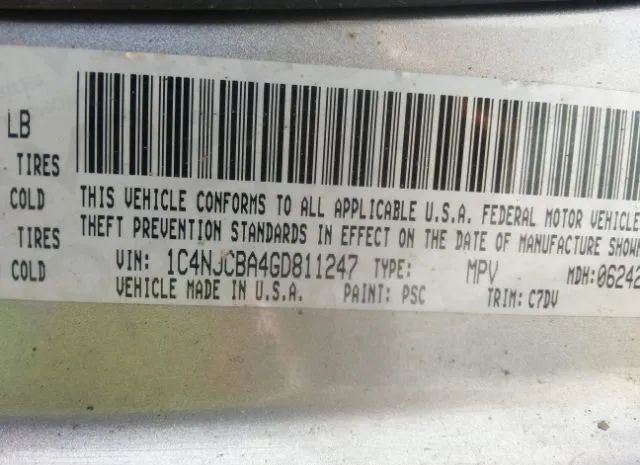 LB
TIRES
COLD THIS VEHICLE CONFORMS TO ALL APPLICABLE U.S.A. FEDERAL MOTOR VEHICLE
TIRES THEFT PREVENTION STANDARDS IN EFFECT ON THE DATE OF MANUFACTURE SHOW
COLD VIN: 1C4NJCBA4GD811247 TYPE: MPV MDH:06242
VEHICLE MADE IN U.S.A. PAINT: PSC TRIM: C7DV